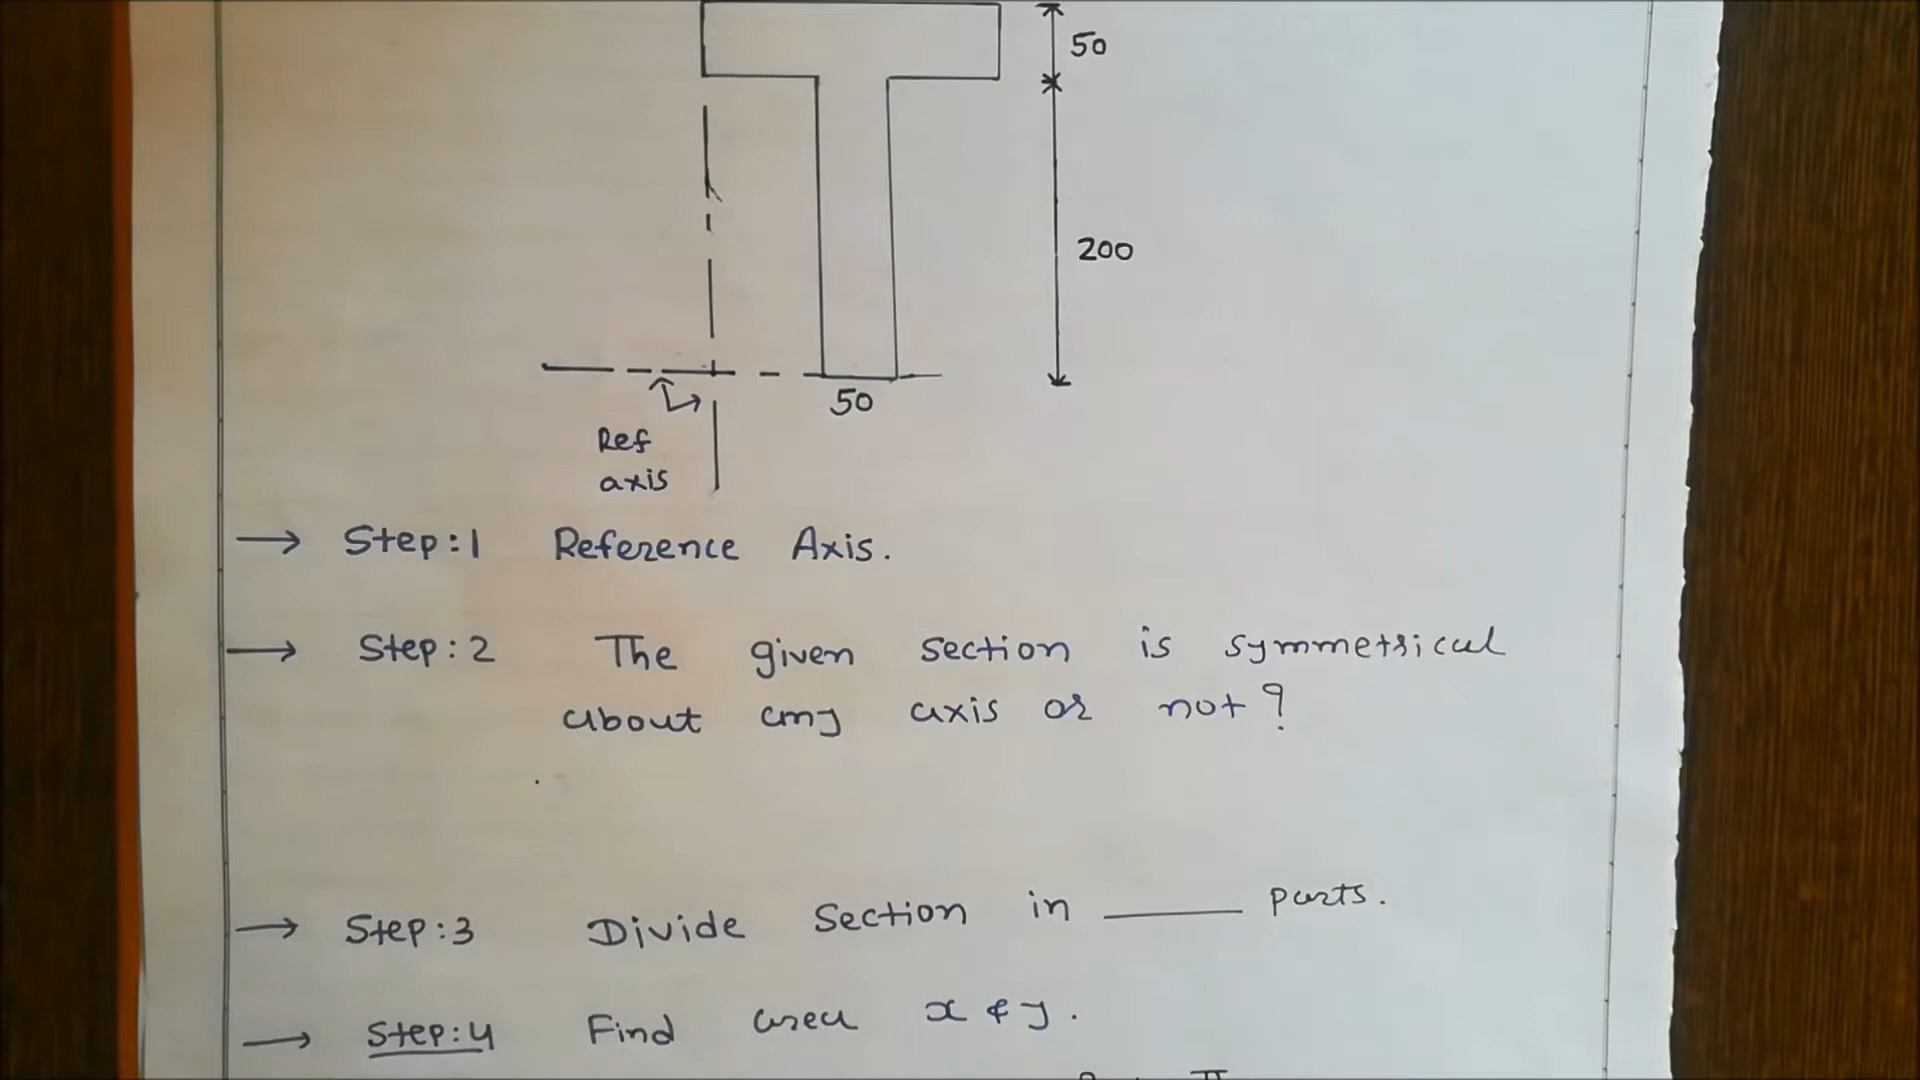 50
200
50
Ref
axis
→ Step:1 Reference Axis.
→ Step:2 The given section is symmetrical
about any axis or not?
→ Step:3 Divide Section in ______ parts.
→ Step:4 Find area x & y.